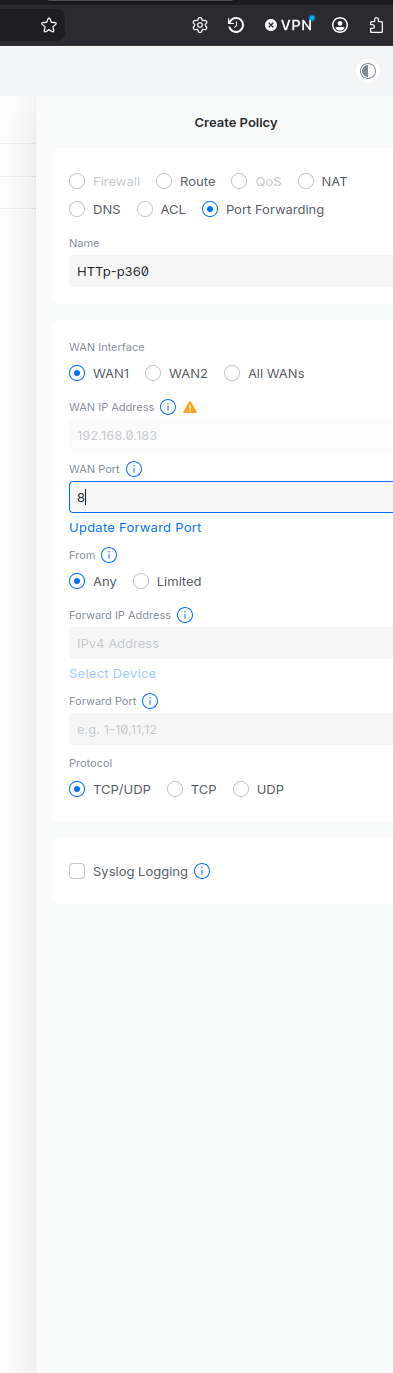 VPN
Create Policy
Firewall Route QoS NAT
DNS ACL Port Forwarding
Name
HTTp-p360
WAN Interface
WAN1 WAN2 All WANs
WAN IP Address
192.168.0.183
WAN Port
8
Update Forward Port
From
Any Limited
Forward IP Address
IPv4 Address
Select Device
Forward Port
e.g. 1-10,11,12
Protocol
TCP/UDP TCP UDP
Syslog Logging